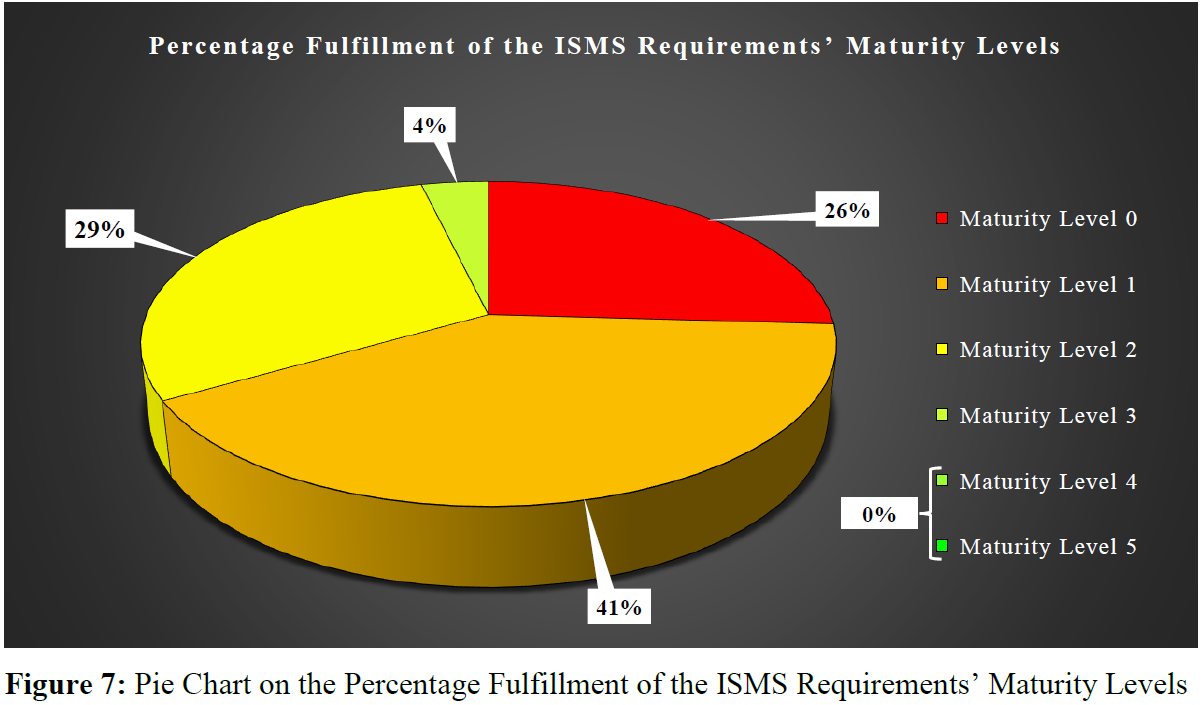 Percentage Fulfillment of the ISMS Requirements’ Maturity Levels
4%
29%
26%
41%
Maturity Level 0
Maturity Level 1
Maturity Level 2
Maturity Level 3
Maturity Level 4
0%
Maturity Level 5
Figure 7: Pie Chart on the Percentage Fulfillment of the ISMS Requirements’ Maturity Levels